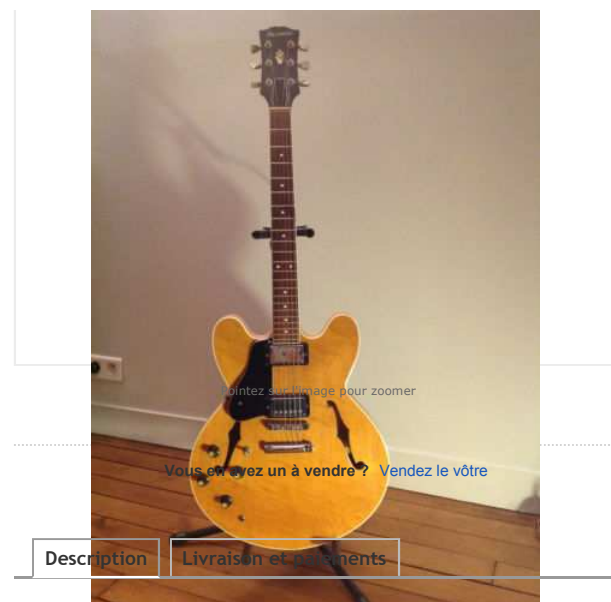 Pointez sur l'image pour zoomer
Vous en avez un à vendre ? Vendez le vôtre
Description Livraison et paiements